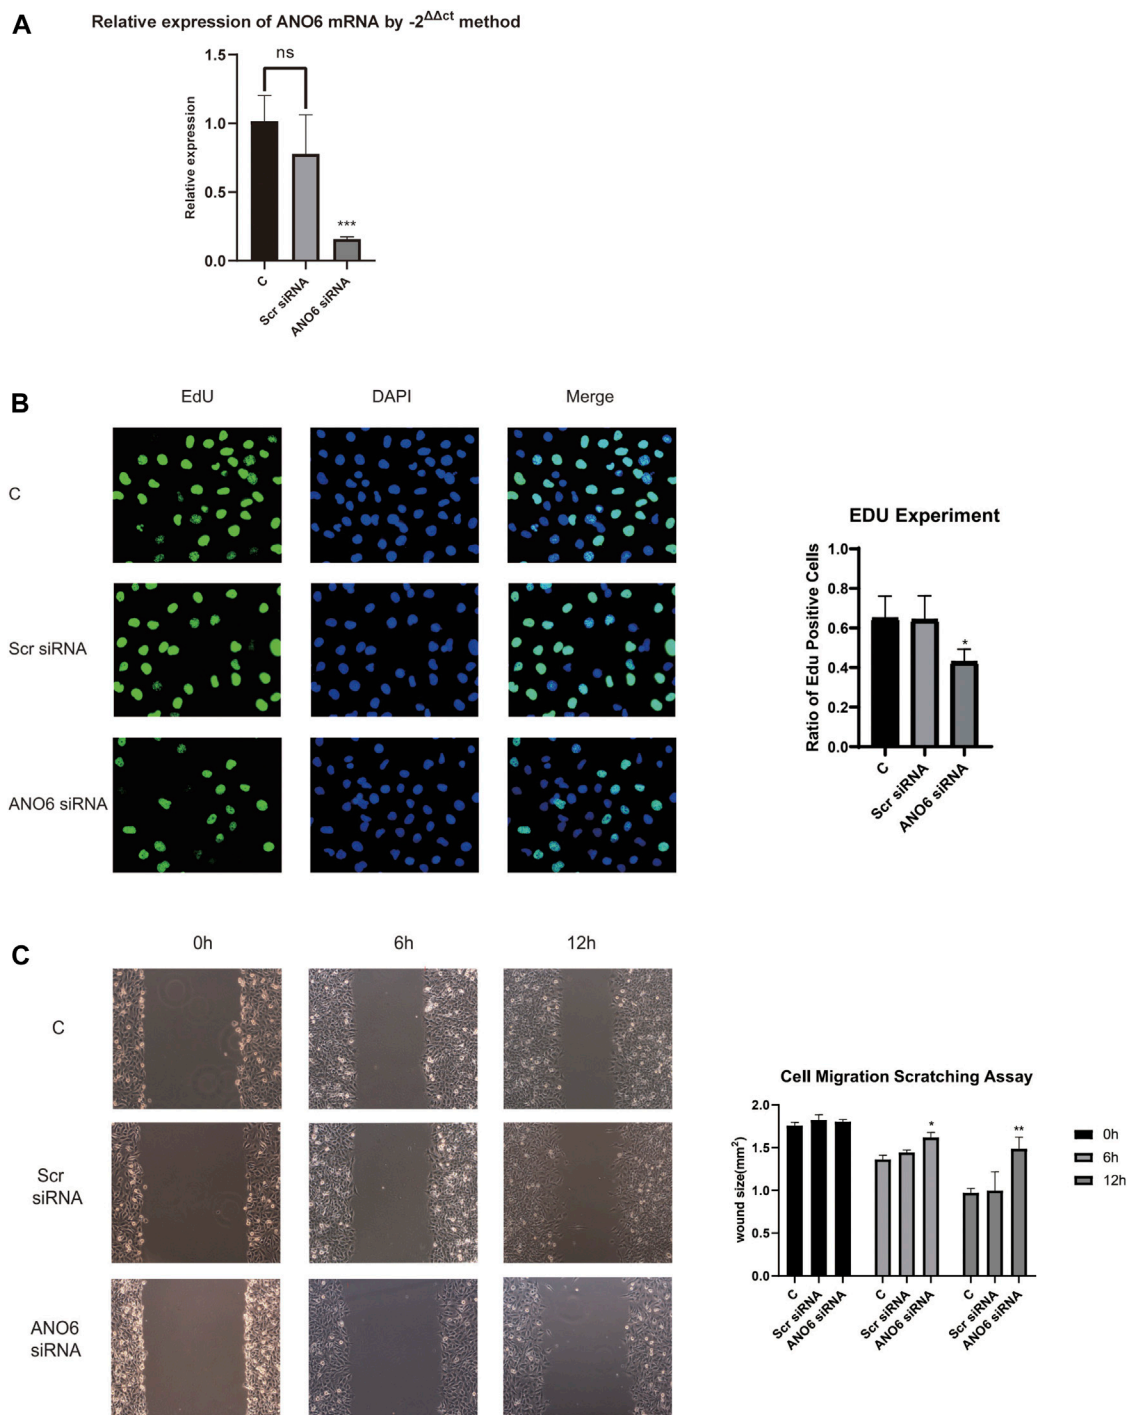 A
Relative expression of ANO6 mRNA by -2ΔΔct method
1.5
1.0
0.5
0.0
Relative expression
ns
***
C
Scr siRNA
ANO6 siRNA
B
EdU
DAPI
Merge
C
Scr siRNA
ANO6 siRNA
EDU Experiment
1.0
0.8
0.6
0.4
0.2
0.0
Ratio of Edu Positive Cells
*
C
Scr siRNA
ANO6 siRNA
C
0h
6h
12h
C
Scr
siRNA
ANO6
siRNA
Cell Migration Scratching Assay
2.0
1.5
1.0
0.5
0.0
wound size(mm²)
*
**
C
Scr siRNA
ANO6 siRNA
C
Scr siRNA
ANO6 siRNA
C
Scr siRNA
ANO6 siRNA
0h
6h
12h